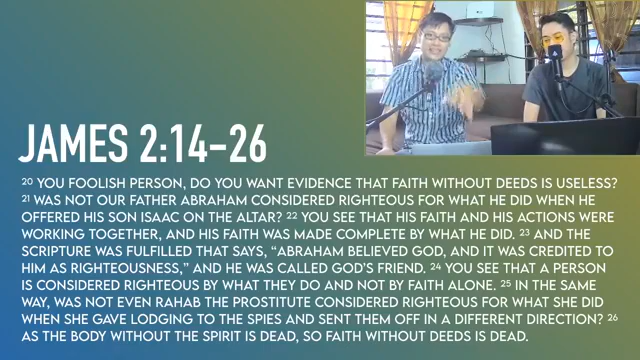 JAMES 2:14-26
20 YOU FOOLISH PERSON, DO YOU WANT EVIDENCE THAT FAITH WITHOUT DEEDS IS USELESS?
21 WAS NOT OUR FATHER ABRAHAM CONSIDERED RIGHTEOUS FOR WHAT HE DID WHEN HE
OFFERED HIS SON ISAAC ON THE ALTAR? 22 YOU SEE THAT HIS FAITH AND HIS ACTIONS WERE
WORKING TOGETHER, AND HIS FAITH WAS MADE COMPLETE BY WHAT HE DID. 23 AND THE
SCRIPTURE WAS FULFILLED THAT SAYS, “ABRAHAM BELIEVED GOD, AND IT WAS CREDITED TO
HIM AS RIGHTEOUSNESS,” AND HE WAS CALLED GOD’S FRIEND. 24 YOU SEE THAT A PERSON
IS CONSIDERED RIGHTEOUS BY WHAT THEY DO AND NOT BY FAITH ALONE. 25 IN THE SAME
WAY, WAS NOT EVEN RAHAB THE PROSTITUTE CONSIDERED RIGHTEOUS FOR WHAT SHE DID
WHEN SHE GAVE LODGING TO THE SPIES AND SENT THEM OFF IN A DIFFERENT DIRECTION? 26
AS THE BODY WITHOUT THE SPIRIT IS DEAD, SO FAITH WITHOUT DEEDS IS DEAD.